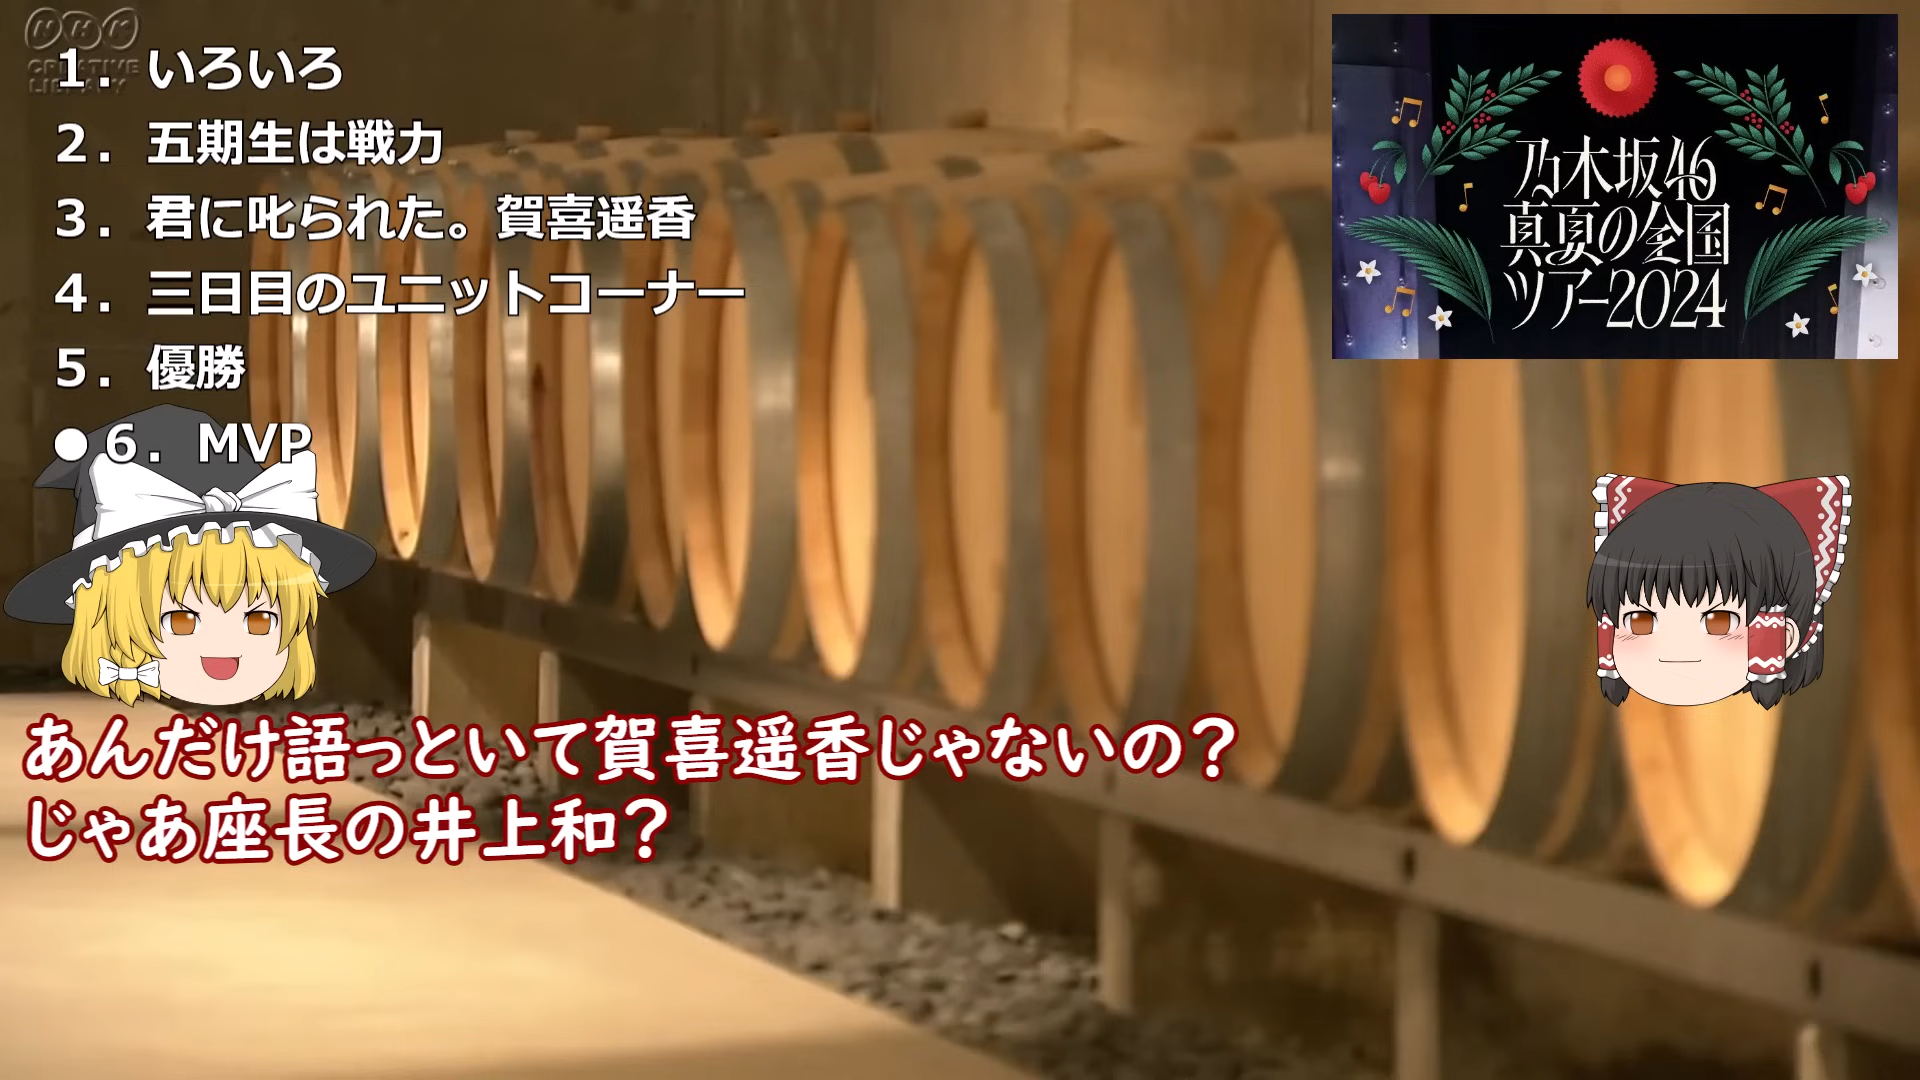 NHK
CREATIVE
LIBRARY
1．いろいろ
2．五期生は戦力
3．君に叱られた。賀喜遥香
4．三日目のユニットコーナー
5．優勝
●6．MVP
乃木坂46
真夏の全国
ツアー2024
あんだけ語っといて賀喜遥香じゃないの？
じゃあ座長の井上和？